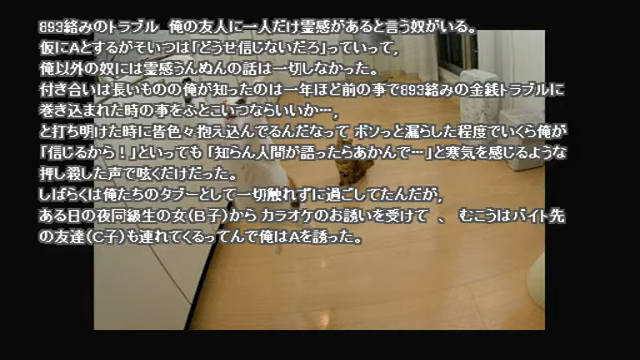 893絡みのトラブル　俺の友人に一人だけ霊感があると言う奴がいる。
仮にAとするがそいつは「どうせ信じないだろ」っていって，
俺以外の奴には霊感うんぬんの話は一切しなかった。
付き合いは長いものの俺が知ったのは一年ほど前の事で893絡みの金銭トラブルに
巻き込まれた時の事をふとこいつならいいか…，
と打ち明けた時に皆色々抱え込んでるんだなって ボソっと漏らした程度でいくら俺が
「信じるから！」といっても 「知らん人間が語ったらあかんで…」と寒気を感じるような
押し殺した声で呟くだけだった。
しばらくは俺たちのタブーとして一切触れずに過ごしてたんだが，
ある日の夜同級生の女（B子）から カラオケのお誘いを受けて　、　むこうはバイト先
の友達（C子）も連れてくるってんで俺はAを誘った。